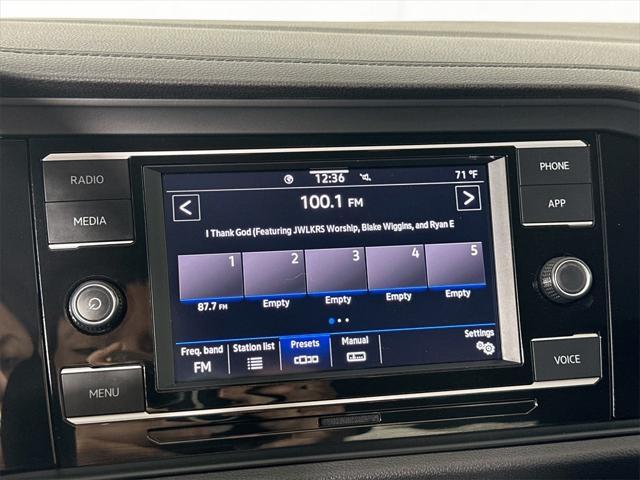 RADIO
MEDIA
MENU
12:36
71 °F
100.1 FM
I Thank God (Featuring JWLKRS Worship, Blake Wiggins, and Ryan E
1
2
3
4
5
87.7 FM
Empty
Empty
Empty
Empty
Freq. band
FM
Station list
Presets
Manual
Settings
PHONE
APP
VOICE